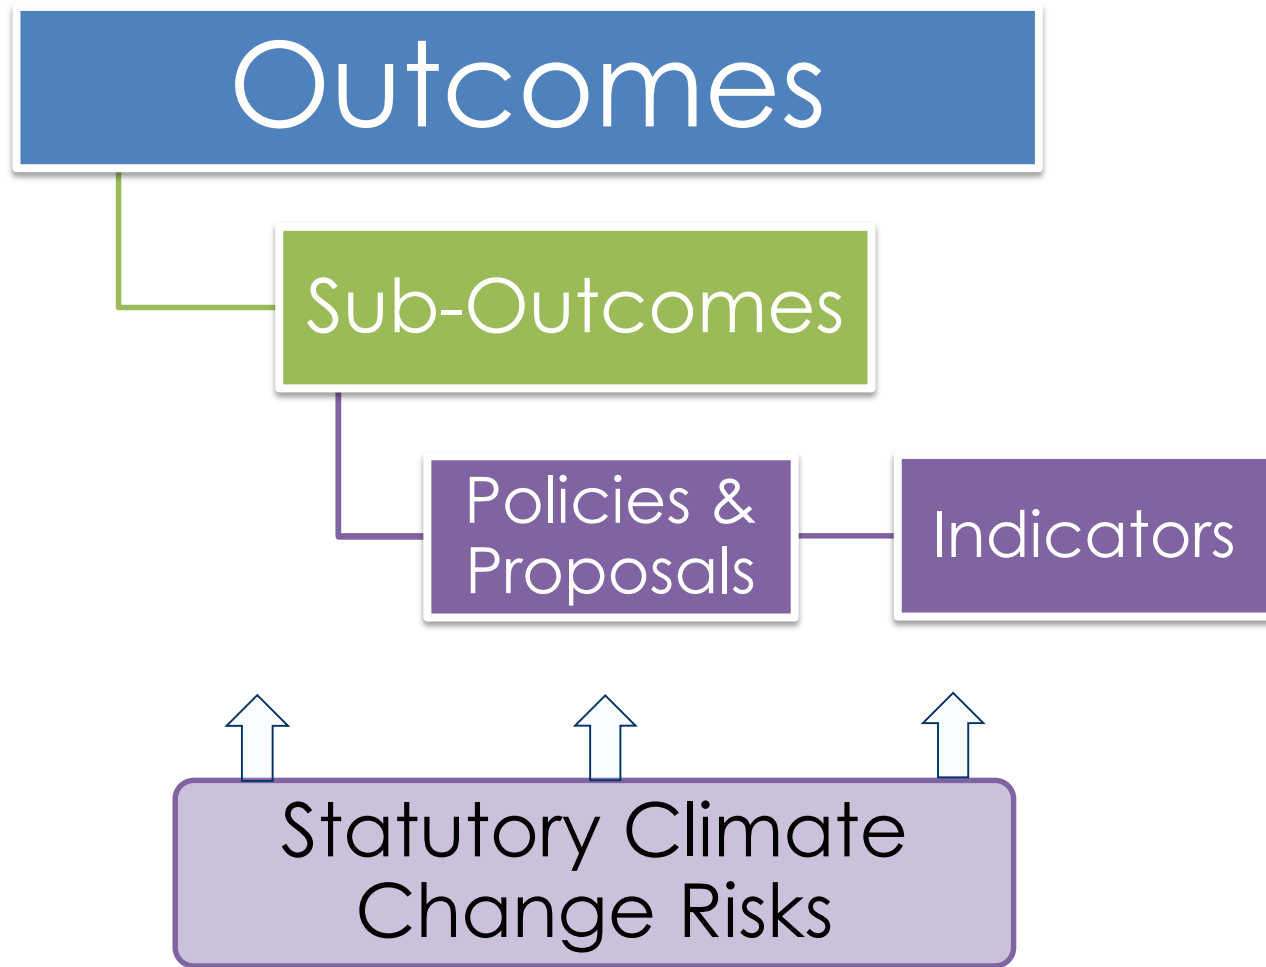 Outcomes
Sub-Outcomes
Policies &
Proposals
Indicators
Statutory Climate
Change Risks